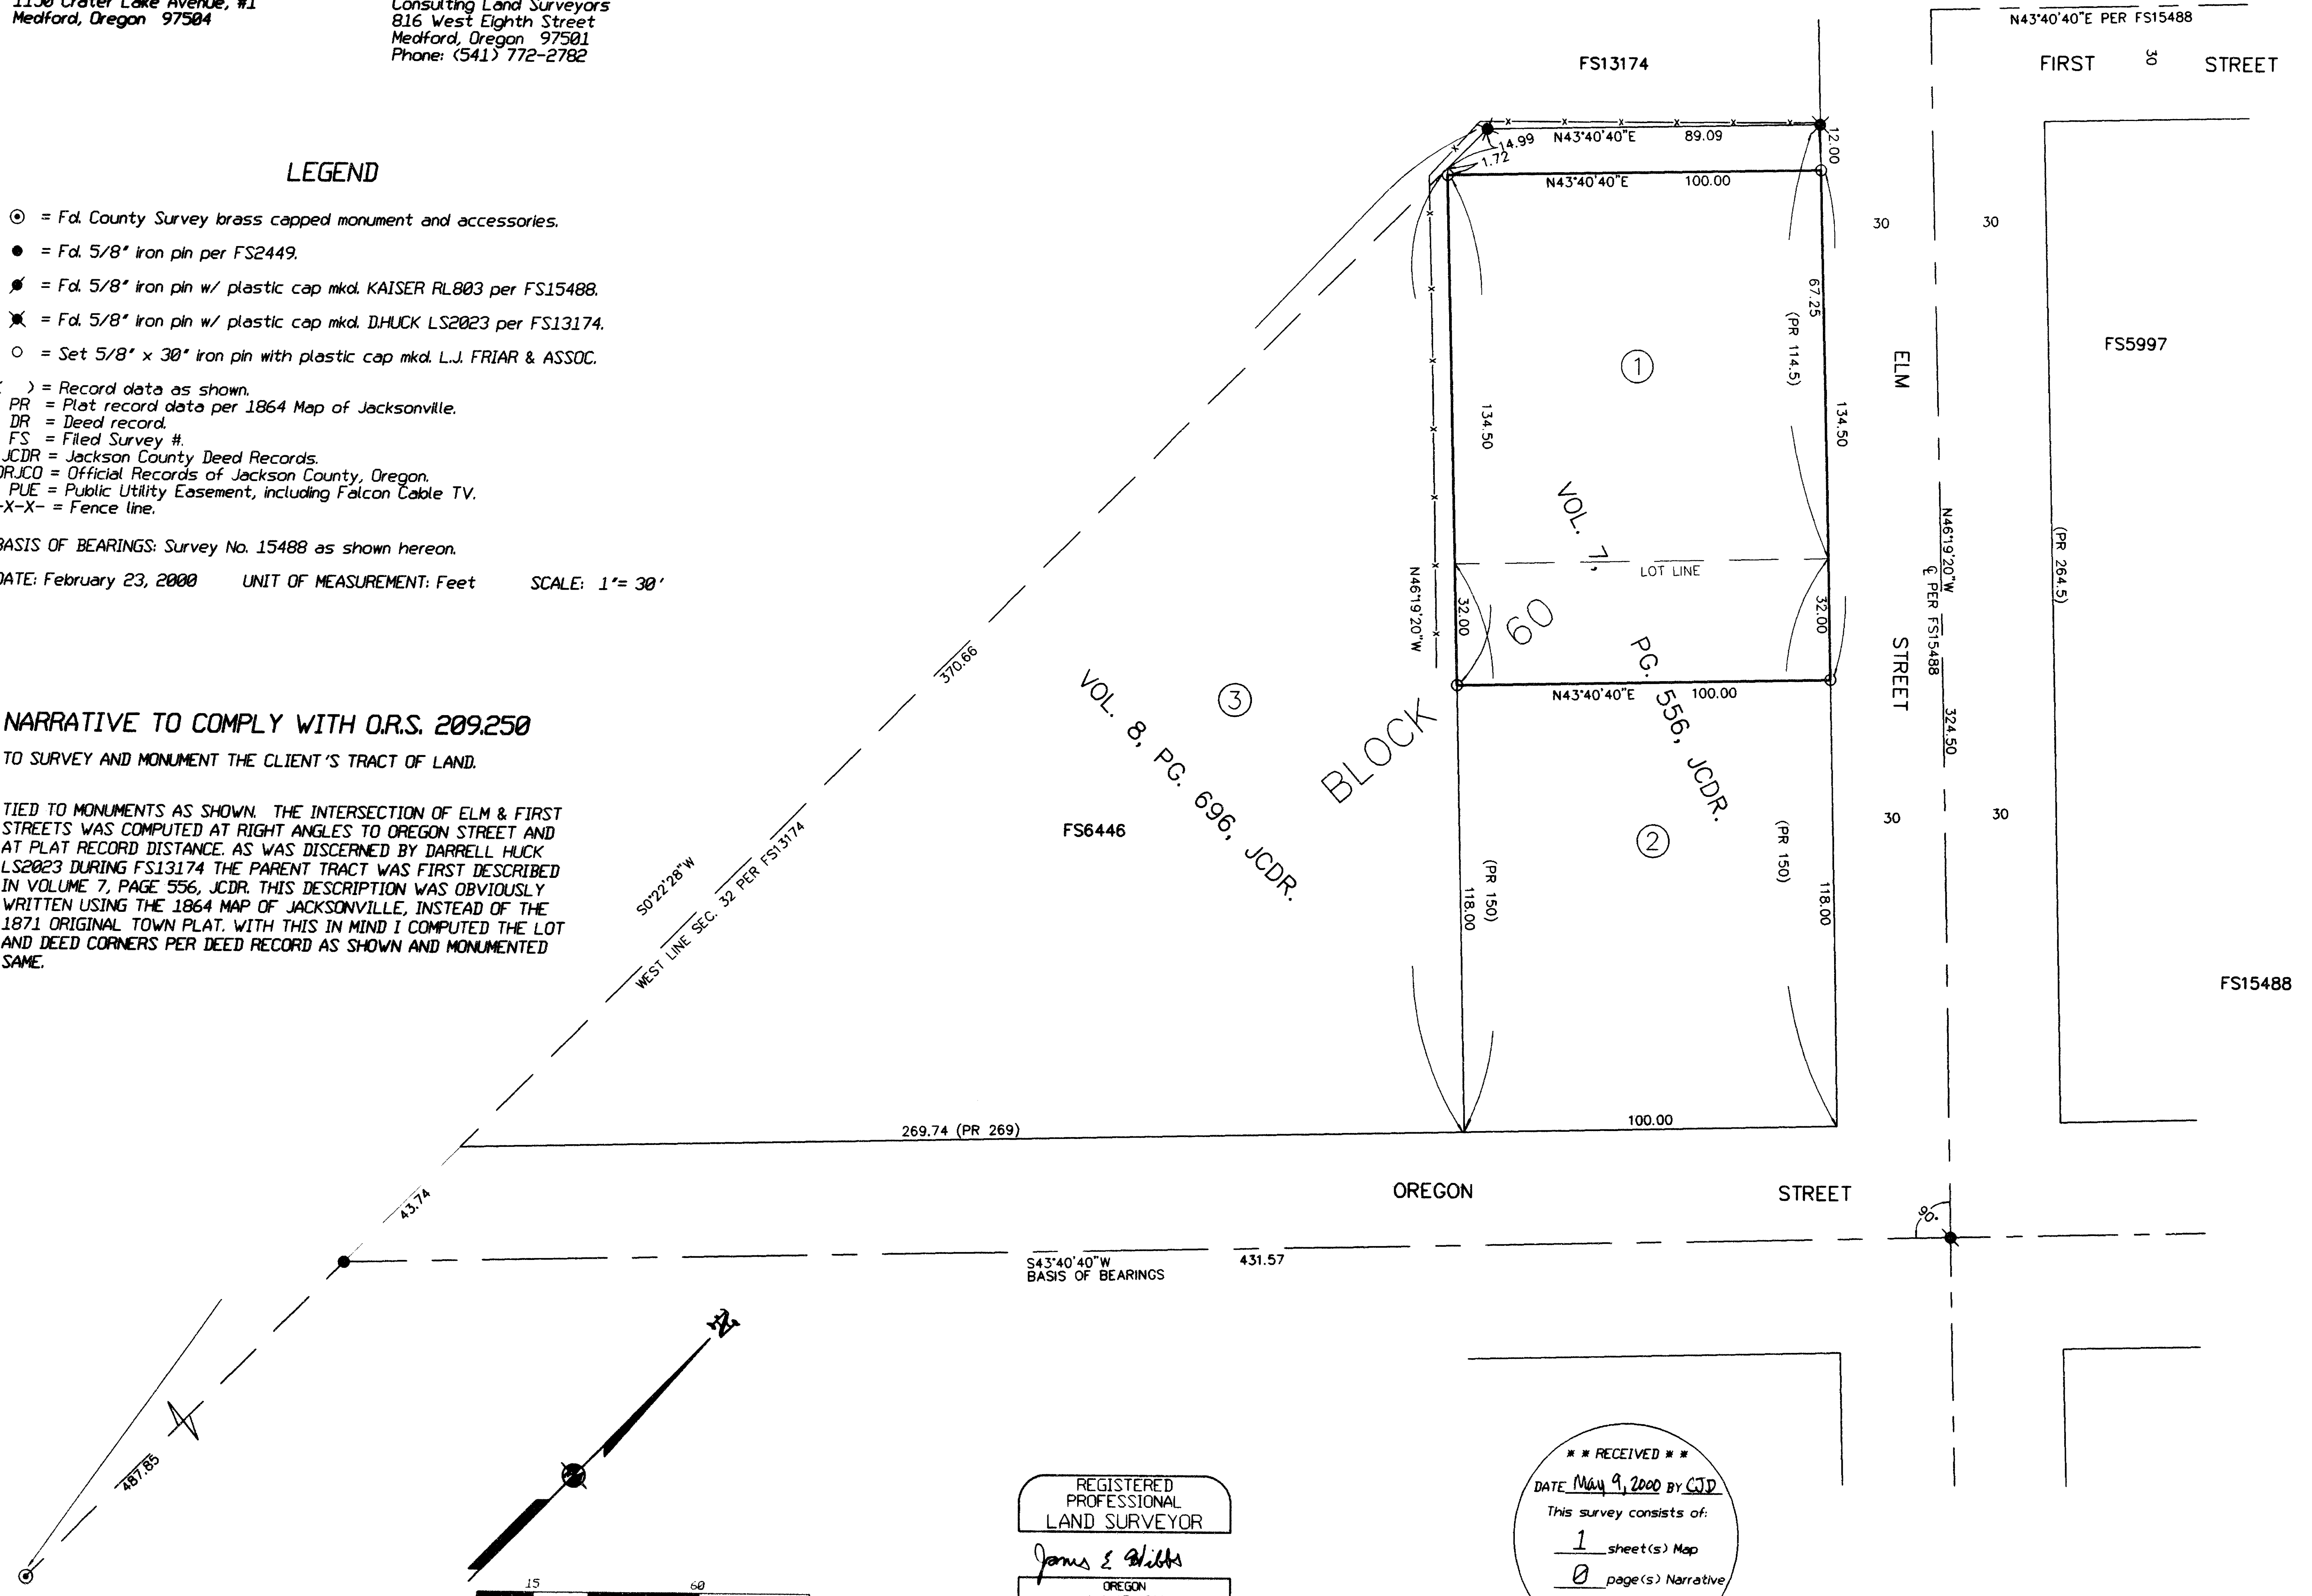 1150 Crater Lake Avenue, #1
Medford, Oregon 97504
Consulting Land Surveyors
816 West Eighth Street
Medford, Oregon 97501
Phone: (541) 772-2782
LEGEND
= Fd. County Survey brass capped monument and accessories.
= Fd. 5/8" iron pin per FS2449.
= Fd. 5/8" iron pin w/ plastic cap mkd. KAISER RL803 per FS15488.
= Fd. 5/8" iron pin w/ plastic cap mkd. D.HUCK LS2023 per FS13174.
= Set 5/8" x 30" iron pin with plastic cap mkd. L.J. FRIAR & ASSOC.
( ) = Record data as shown.
PR = Plat record data per 1864 Map of Jacksonville.
DR = Deed record.
FS = Filed Survey #.
JCDR = Jackson County Deed Records.
ORJCO = Official Records of Jackson County, Oregon.
PUE = Public Utility Easement, including Falcon Cable TV.
-X-X- = Fence line.
BASIS OF BEARINGS: Survey No. 15488 as shown hereon.
DATE: February 23, 2000 UNIT OF MEASUREMENT: Feet SCALE: 1"= 30'
NARRATIVE TO COMPLY WITH O.R.S. 209.250
TO SURVEY AND MONUMENT THE CLIENT'S TRACT OF LAND.
TIED TO MONUMENTS AS SHOWN. THE INTERSECTION OF ELM & FIRST
STREETS WAS COMPUTED AT RIGHT ANGLES TO OREGON STREET AND
AT PLAT RECORD DISTANCE. AS WAS DISCERNED BY DARRELL HUCK
LS2023 DURING FS13174 THE PARENT TRACT WAS FIRST DESCRIBED
IN VOLUME 7, PAGE 556, JCDR. THIS DESCRIPTION WAS OBVIOUSLY
WRITTEN USING THE 1864 MAP OF JACKSONVILLE, INSTEAD OF THE
1871 ORIGINAL TOWN PLAT. WITH THIS IN MIND I COMPUTED THE LOT
AND DEED CORNERS PER DEED RECORD AS SHOWN AND MONUMENTED
SAME.
N43°40'40"E PER FS15488
FIRST 30 STREET
FS13174
N43°40'40"E 89.09
12.00
14.99
1.72
N43°40'40"E 100.00
30
30
67.25
(PR 114.5)
FS5997
1
ELM
134.50
134.50
VOL. 7,
PG. 556, JCDR.
LOT LINE
N46°19'20"W
℄ PER FS15488
324.50
(PR 264.5)
N46°19'20"W
32.00
32.00
BLOCK 60
STREET
370.66
3
VOL. 8, PG. 696, JCDR.
N43°40'40"E 100.00
FS6446
2
(PR 150)
118.00
(PR 150)
118.00
30
30
S0°22'28"W
WEST LINE SEC. 32 PER FS13174
FS15488
269.74 (PR 269)
100.00
43.74
OREGON STREET
90°
S43°40'40"W 431.57
BASIS OF BEARINGS
N
487.85
15 60
REGISTERED
PROFESSIONAL
LAND SURVEYOR
James E Hibbs
OREGON
* * RECEIVED * *
DATE May 9, 2000 BY CJD
This survey consists of:
1 sheet(s) Map
0 page(s) Narrative